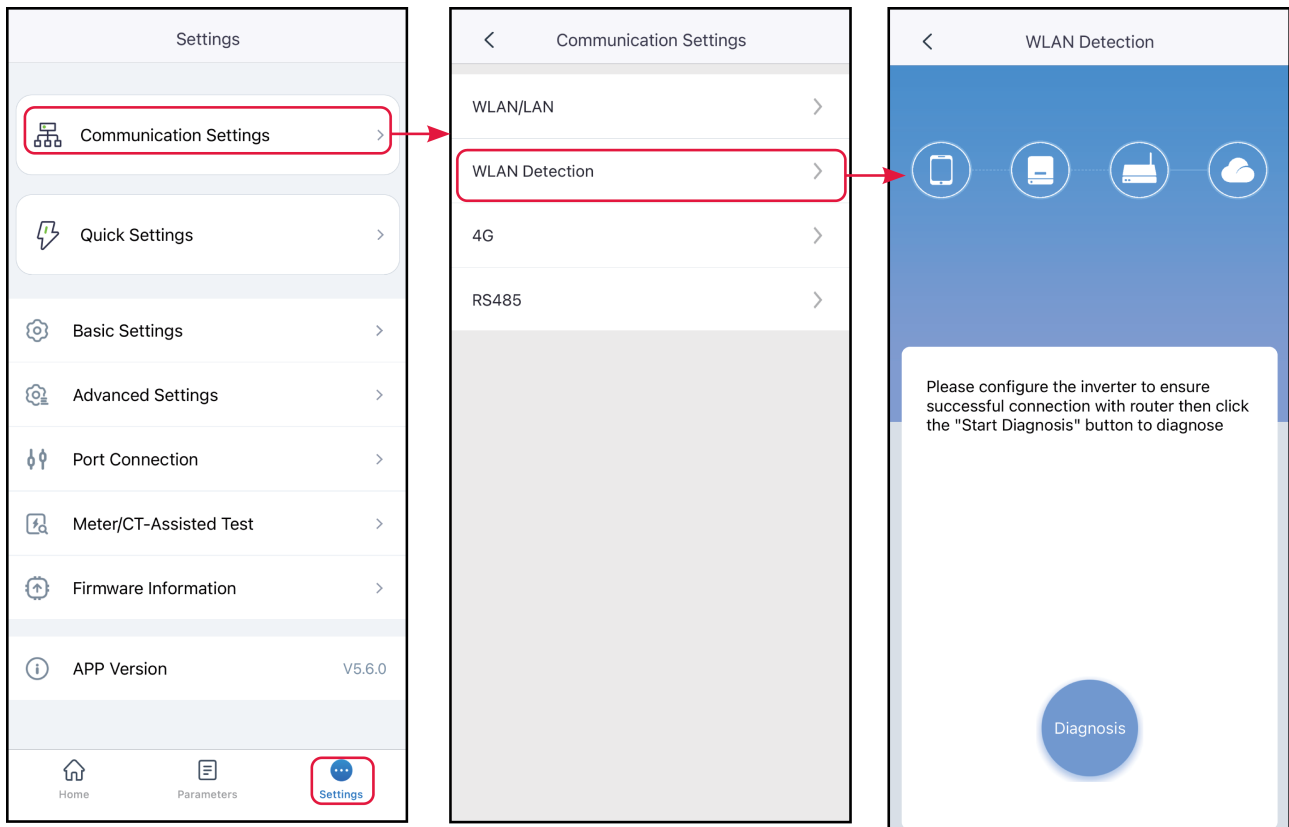 Settings
Communication Settings
Quick Settings
Basic Settings
Advanced Settings
Port Connection
Meter/CT-Assisted Test
Firmware Information
APP Version V5.6.0
Home Parameters Settings
Communication Settings
WLAN/LAN
WLAN Detection
4G
RS485
WLAN Detection
Please configure the inverter to ensure
successful connection with router then click
the "Start Diagnosis" button to diagnose
Diagnosis